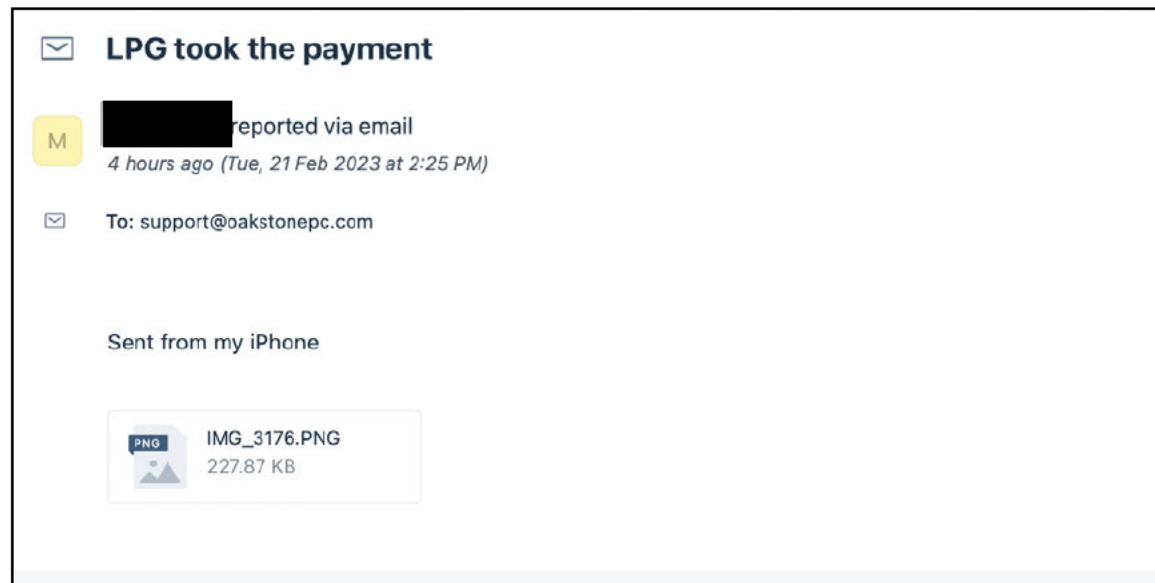 LPG took the payment
M
reported via email
4 hours ago (Tue, 21 Feb 2023 at 2:25 PM)
To: support@oakstonepc.com
Sent from my iPhone
PNG
IMG_3176.PNG
227.87 KB